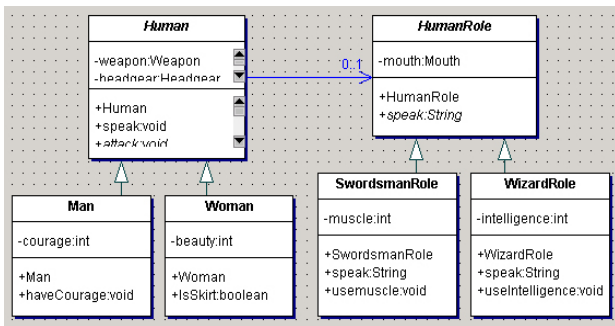 Human
-weapon:Weapon
-headgear:Headgear
+Human
+speak:void
+attack:void
0..1
HumanRole
-mouth:Mouth
+HumanRole
+speak:String
Man
-courage:int
+Man
+haveCourage:void
Woman
-beauty:int
+Woman
+IsSkirt:boolean
SwordsmanRole
-muscle:int
+SwordsmanRole
+speak:String
+usemuscle:void
WizardRole
-intelligence:int
+WizardRole
+speak:String
+useIntelligence:void